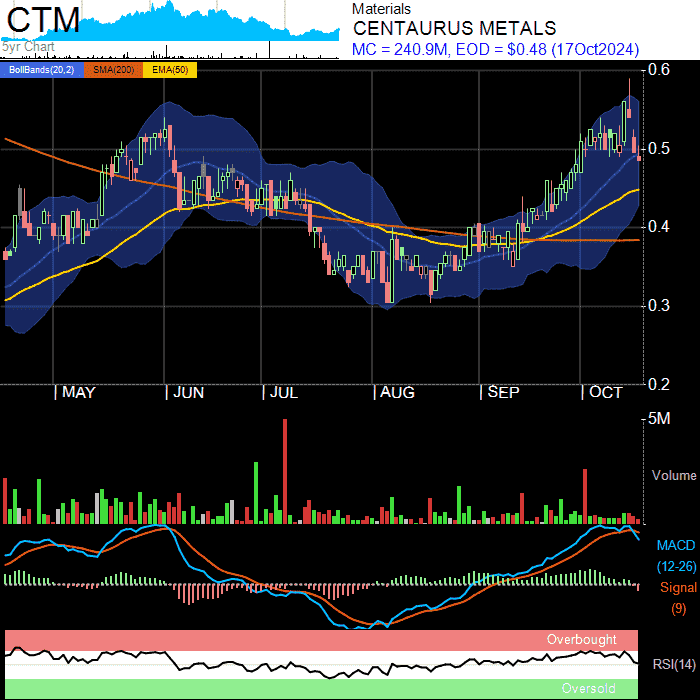 CTM
5yr Chart
Materials
CENTAURUS METALS
MC = 240.9M, EOD = $0.48 (17Oct2024)
BollBands(20,2) SMA(200) EMA(50)
0.6
0.5
0.4
0.3
0.2
MAY JUN JUL AUG SEP OCT
5M
Volume
MACD
(12-26)
Signal
(9)
Overbought
RSI(14)
Oversold